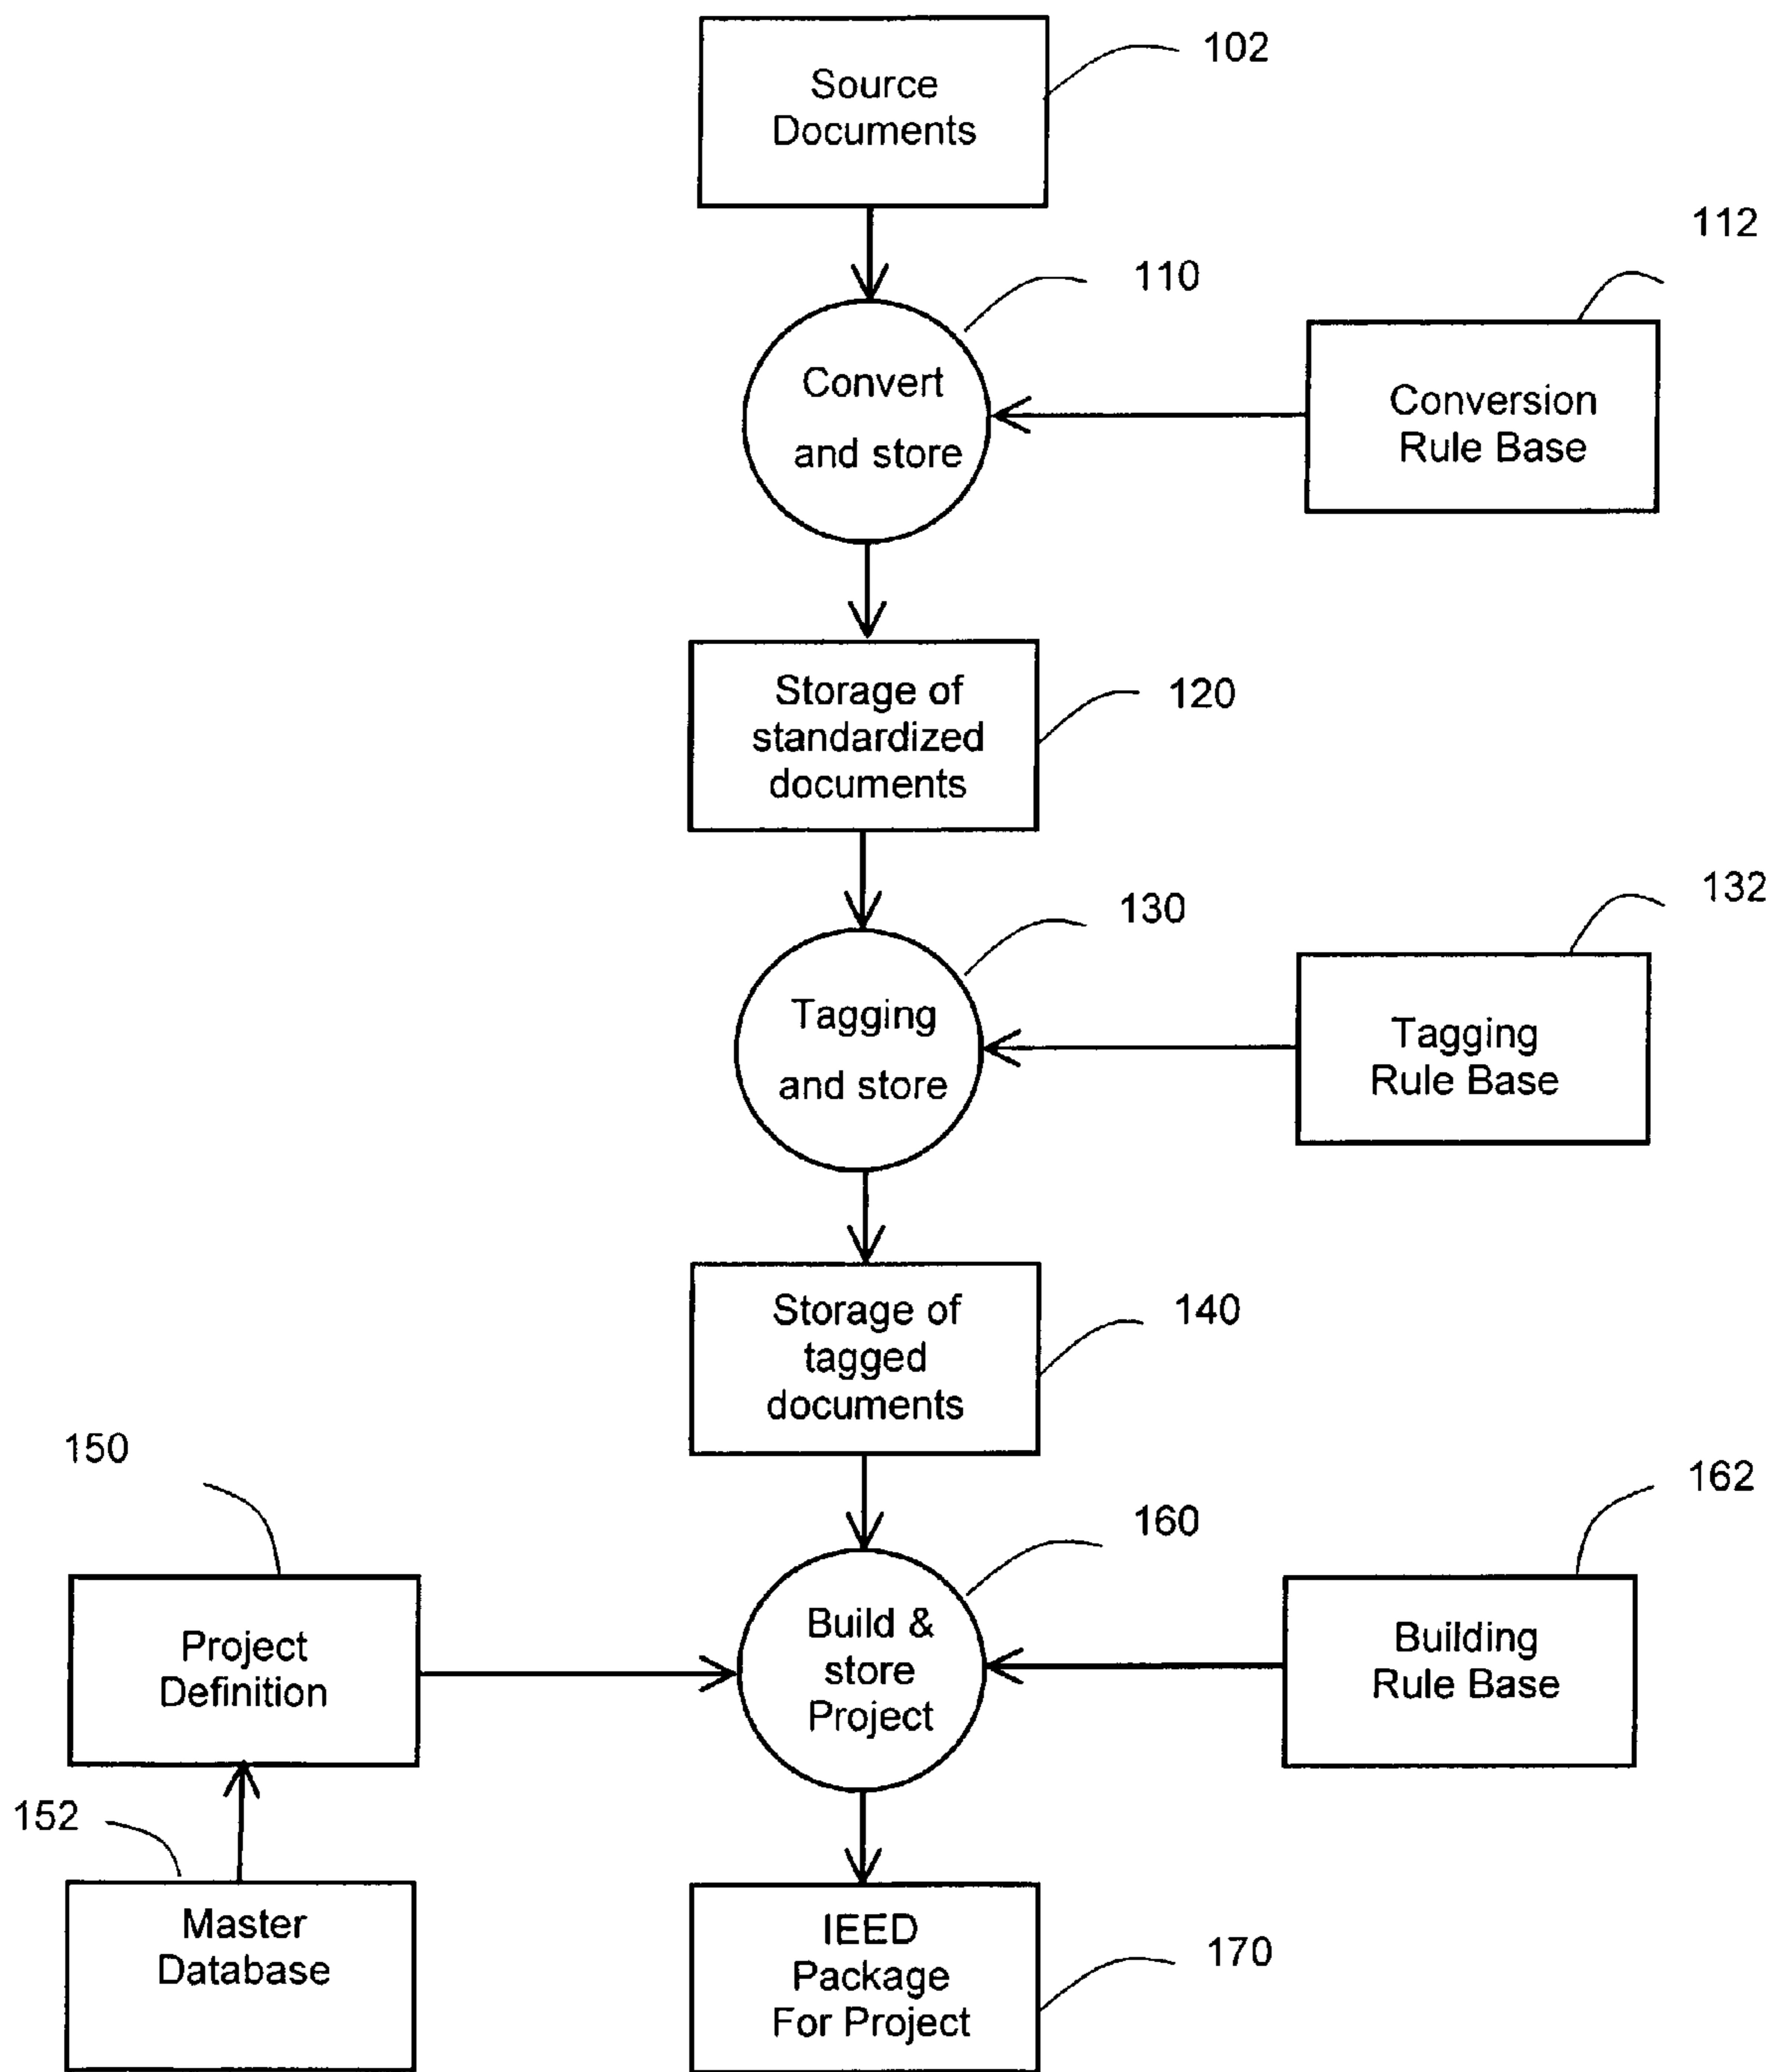 Source
Documents
102
110
112
Convert
and store
Conversion
Rule Base
Storage of
standardized
documents
120
130
132
Tagging
and store
Tagging
Rule Base
Storage of
tagged
documents
140
150
160
162
Project
Definition
Build &
store
Project
Building
Rule Base
152
Master
Database
IEED
Package
For Project
170